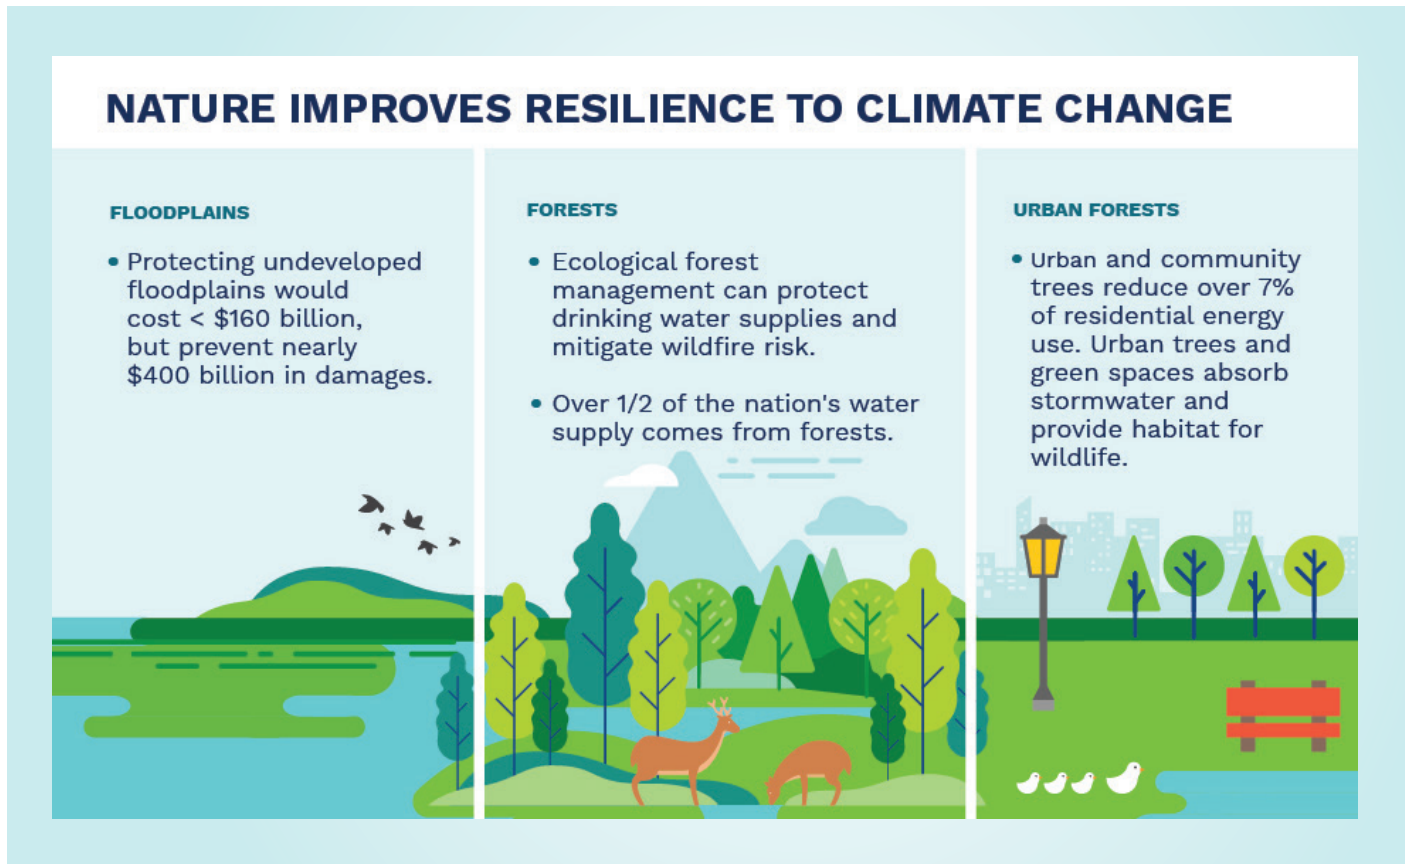 NATURE IMPROVES RESILIENCE TO CLIMATE CHANGE
FLOODPLAINS
• Protecting undeveloped
floodplains would
cost < $160 billion,
but prevent nearly
$400 billion in damages.
FORESTS
• Ecological forest
management can protect
drinking water supplies and
mitigate wildfire risk.
• Over 1/2 of the nation's water
supply comes from forests.
URBAN FORESTS
• Urban and community
trees reduce over 7%
of residential energy
use. Urban trees and
green spaces absorb
stormwater and
provide habitat for
wildlife.